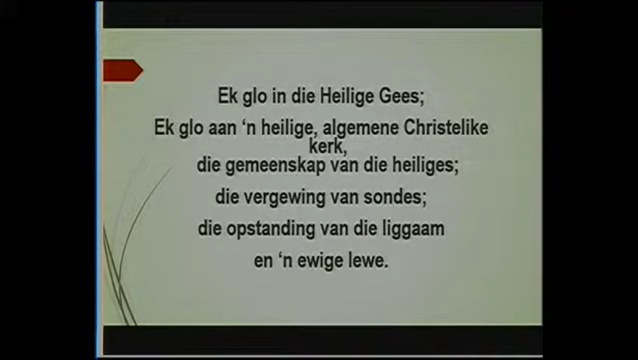 Ek glo in die Heilige Gees;
Ek glo aan ‘n heilige, algemene Christelike
kerk,
die gemeenskap van die heiliges;
die vergewing van sondes;
die opstanding van die liggaam
en ‘n ewige lewe.